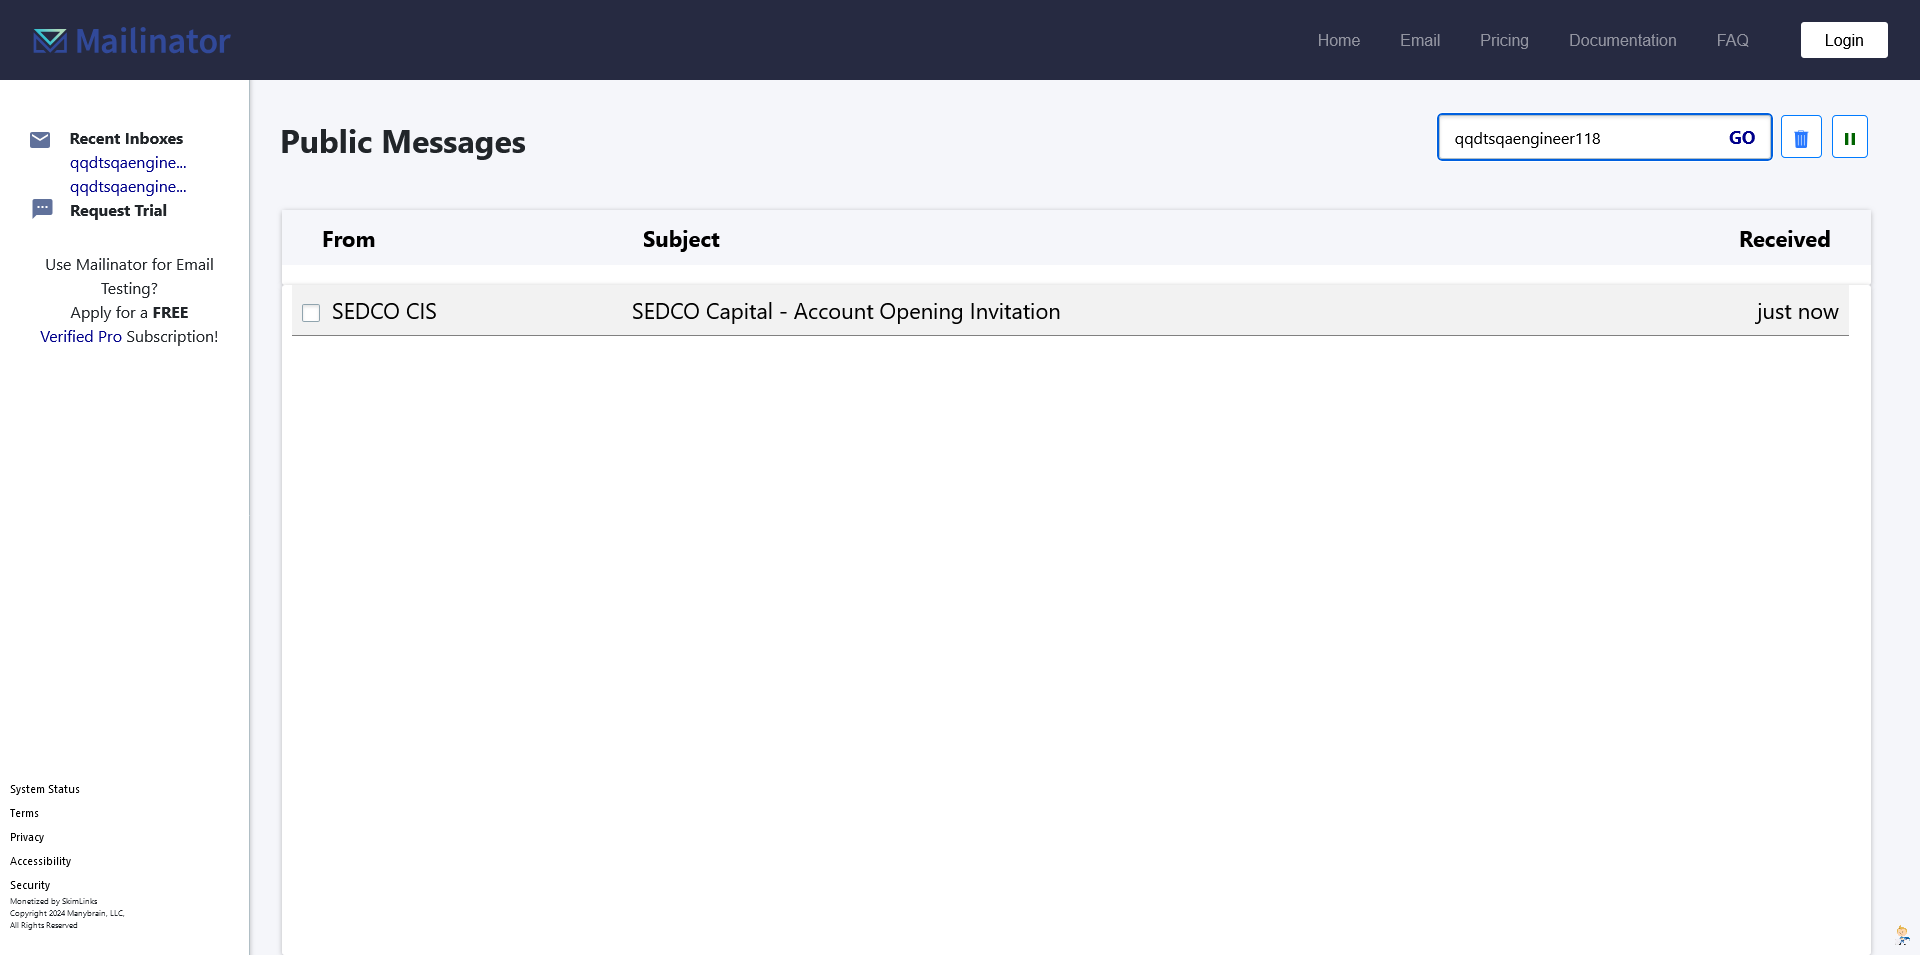 Mailinator
Home
Email
Pricing
Documentation
FAQ
Login
Recent Inboxes
qqdtsqaengine...
qqdtsqaengine...
Request Trial
Use Mailinator for Email
Testing?
Apply for a FREE
Verified Pro Subscription!
System Status
Terms
Privacy
Accessibility
Security
Monetized by SkimLinks
Copyright 2024 Manybrain, LLC,
All Rights Reserved
Public Messages
qqdtsqaengineer118
GO
From
Subject
Received
SEDCO CIS
SEDCO Capital - Account Opening Invitation
just now